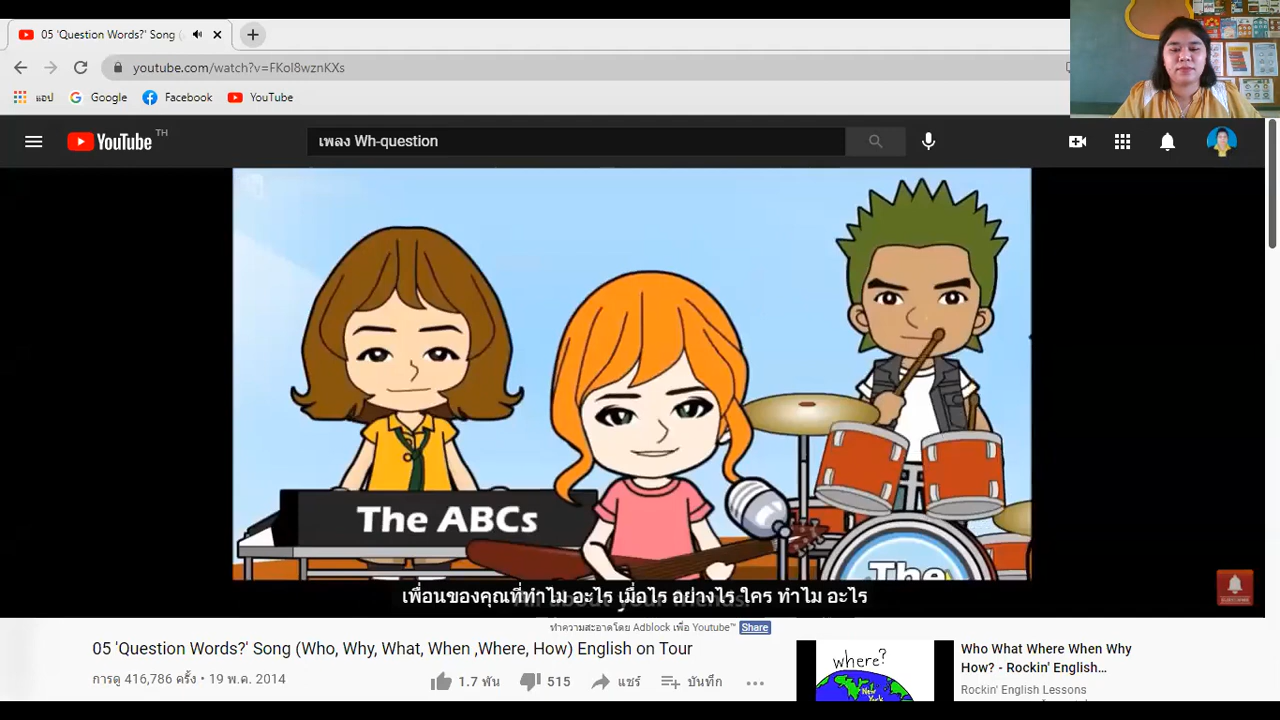 05 'Question Words?' Song (
youtube.com/watch?v=FKol8wznKXs
แอป Google Facebook YouTube
YouTube TH
เพลง Wh-question
The ABCs
The
เพื่อนของคุณที่ทำไม อะไร เมื่อไร อย่างไร ใคร ทำไม อะไร
ทำความสะอาดโดย Adblock เพื่อ Youtube™ Share
05 'Question Words?' Song (Who, Why, What, When ,Where, How) English on Tour
การดู 416,786 ครั้ง • 19 พ.ค. 2014
1.7 พัน 515 แชร์ บันทึก
where?
New York
Who What Where When Why
How? - Rockin' English...
Rockin' English Lessons